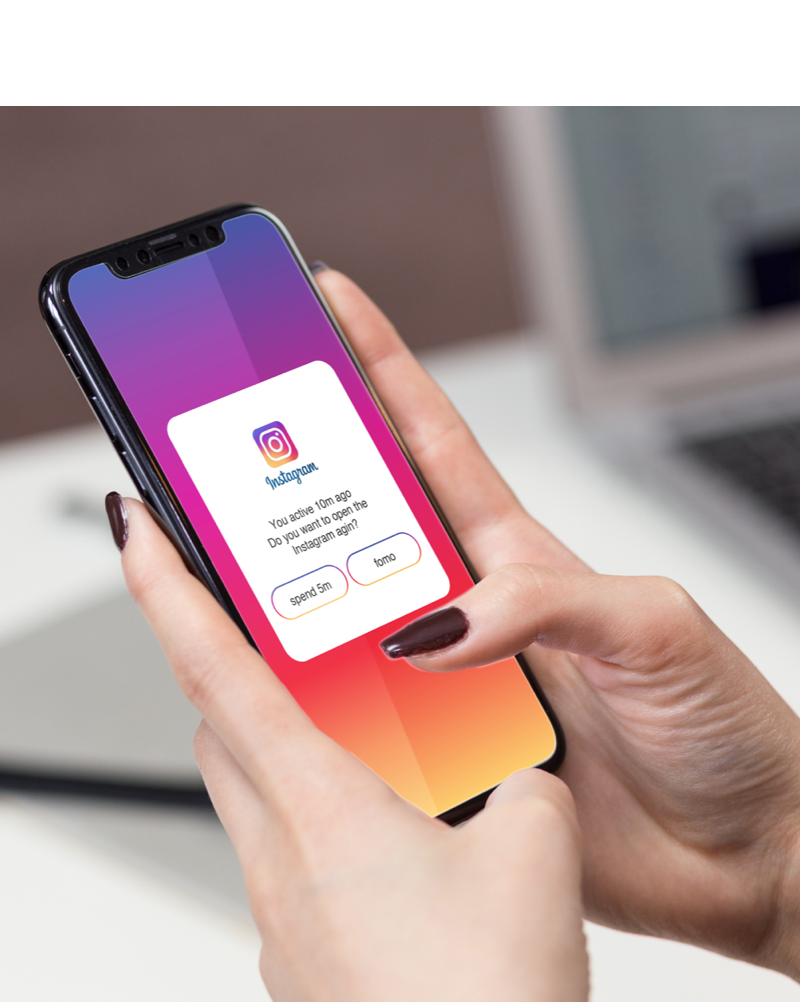 Instagram
You active 10m ago
Do you want to open the
Instagram agin?
spend 5m
fomo